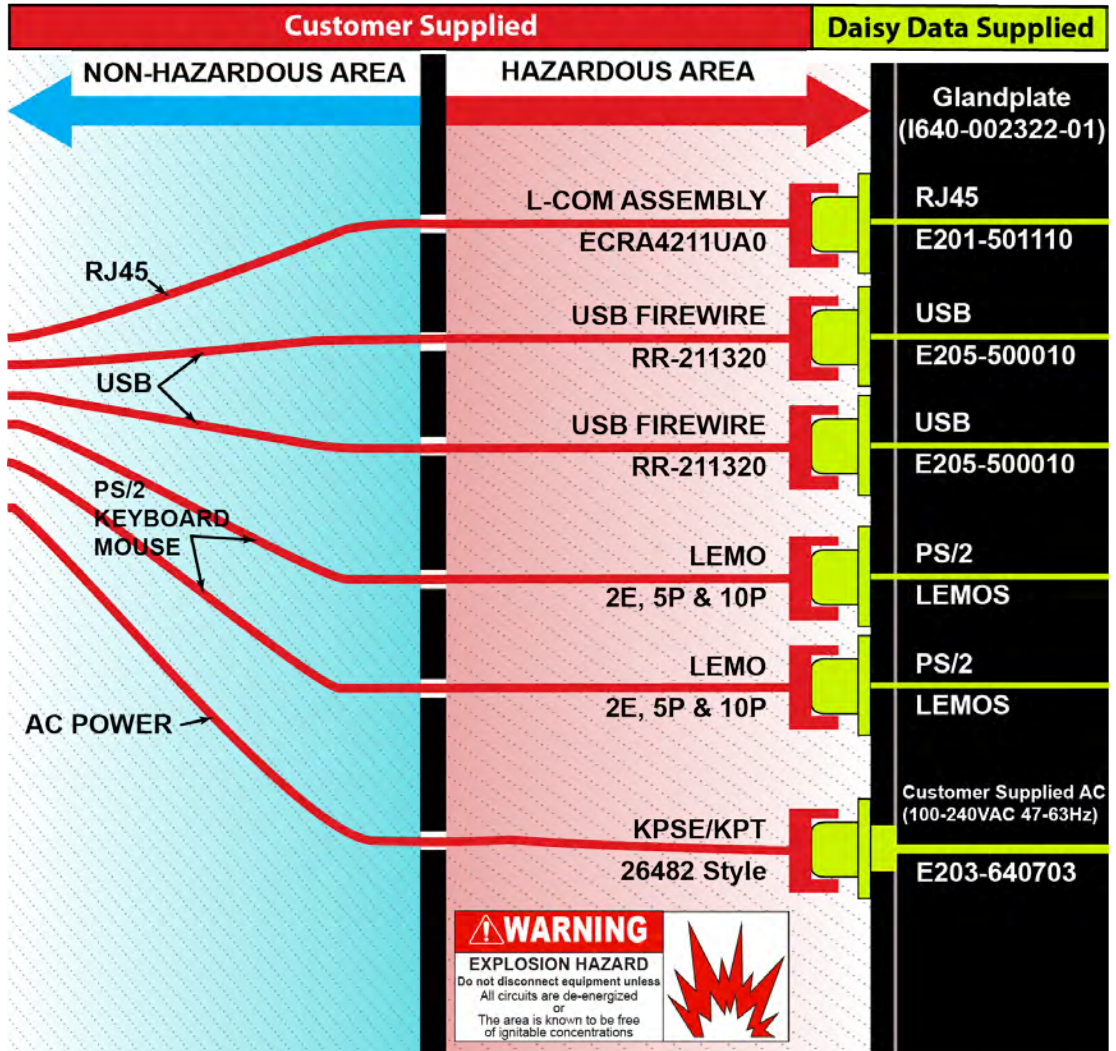 Customer Supplied
Daisy Data Supplied
NON-HAZARDOUS AREA
HAZARDOUS AREA
Glandplate
(I640-002322-01)
L-COM ASSEMBLY
ECRA4211UA0
RJ45
E201-501110
RJ45
USB FIREWIRE
RR-211320
USB
E205-500010
USB
USB FIREWIRE
RR-211320
USB
E205-500010
PS/2
KEYBOARD
MOUSE
LEMO
2E, 5P & 10P
PS/2
LEMOS
LEMO
2E, 5P & 10P
PS/2
LEMOS
AC POWER
KPSE/KPT
26482 Style
Customer Supplied AC
(100-240VAC 47-63Hz)
E203-640703
WARNING
EXPLOSION HAZARD
Do not disconnect equipment unless
All circuits are de-energized
or
The area is known to be free
of ignitable concentrations